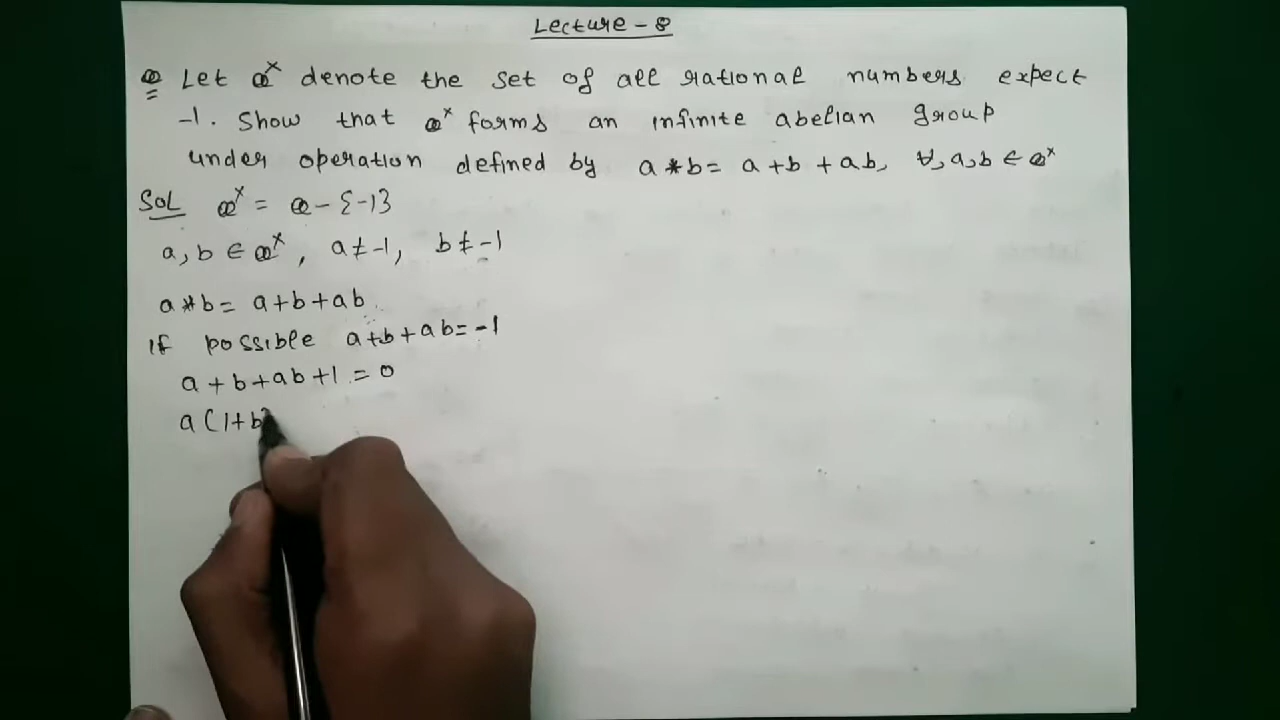 Lecture - 8
Q Let Q^x denote the set of all rational numbers expect
-1. Show that Q^x forms an infinite abelian group
under operation defined by a * b = a + b + ab, ∀, a, b ∈ Q^x
Sol Q^x = Q - {-1}
a, b ∈ Q^x, a ≠ -1, b ≠ -1
a * b = a + b + ab
If possible a + b + ab = -1
a + b + ab + 1 = 0
a (1 + b)